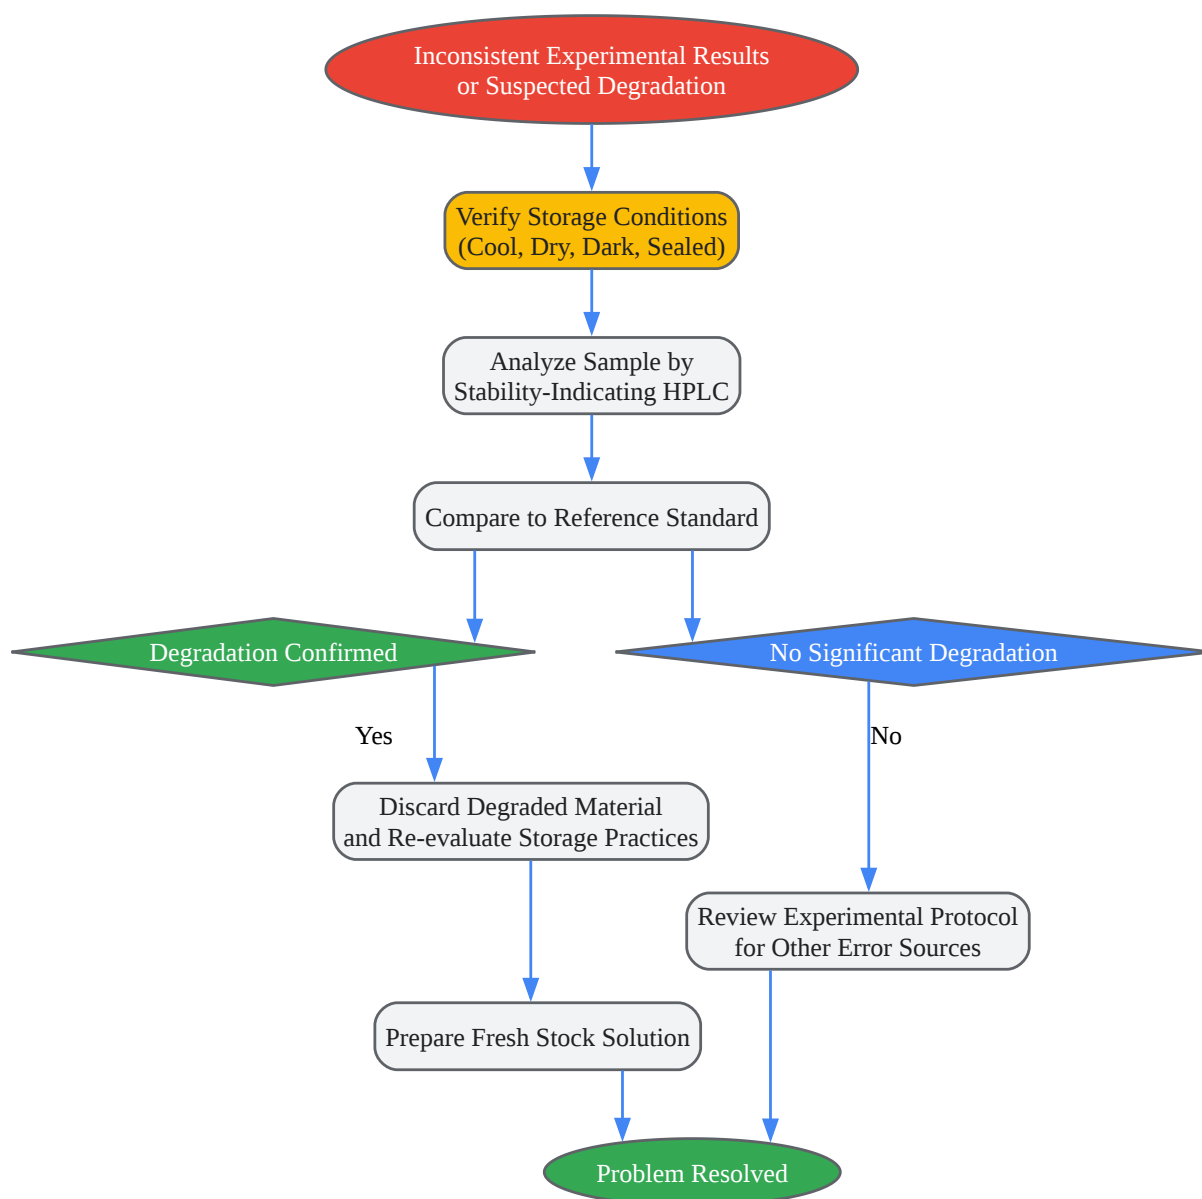 Inconsistent Experimental Results
or Suspected Degradation
Verify Storage Conditions
(Cool, Dry, Dark, Sealed)
Analyze Sample by
Stability-Indicating HPLC
Compare to Reference Standard
Degradation Confirmed
No Significant Degradation
Yes
No
Discard Degraded Material
and Re-evaluate Storage Practices
Review Experimental Protocol
for Other Error Sources
Prepare Fresh Stock Solution
Problem Resolved